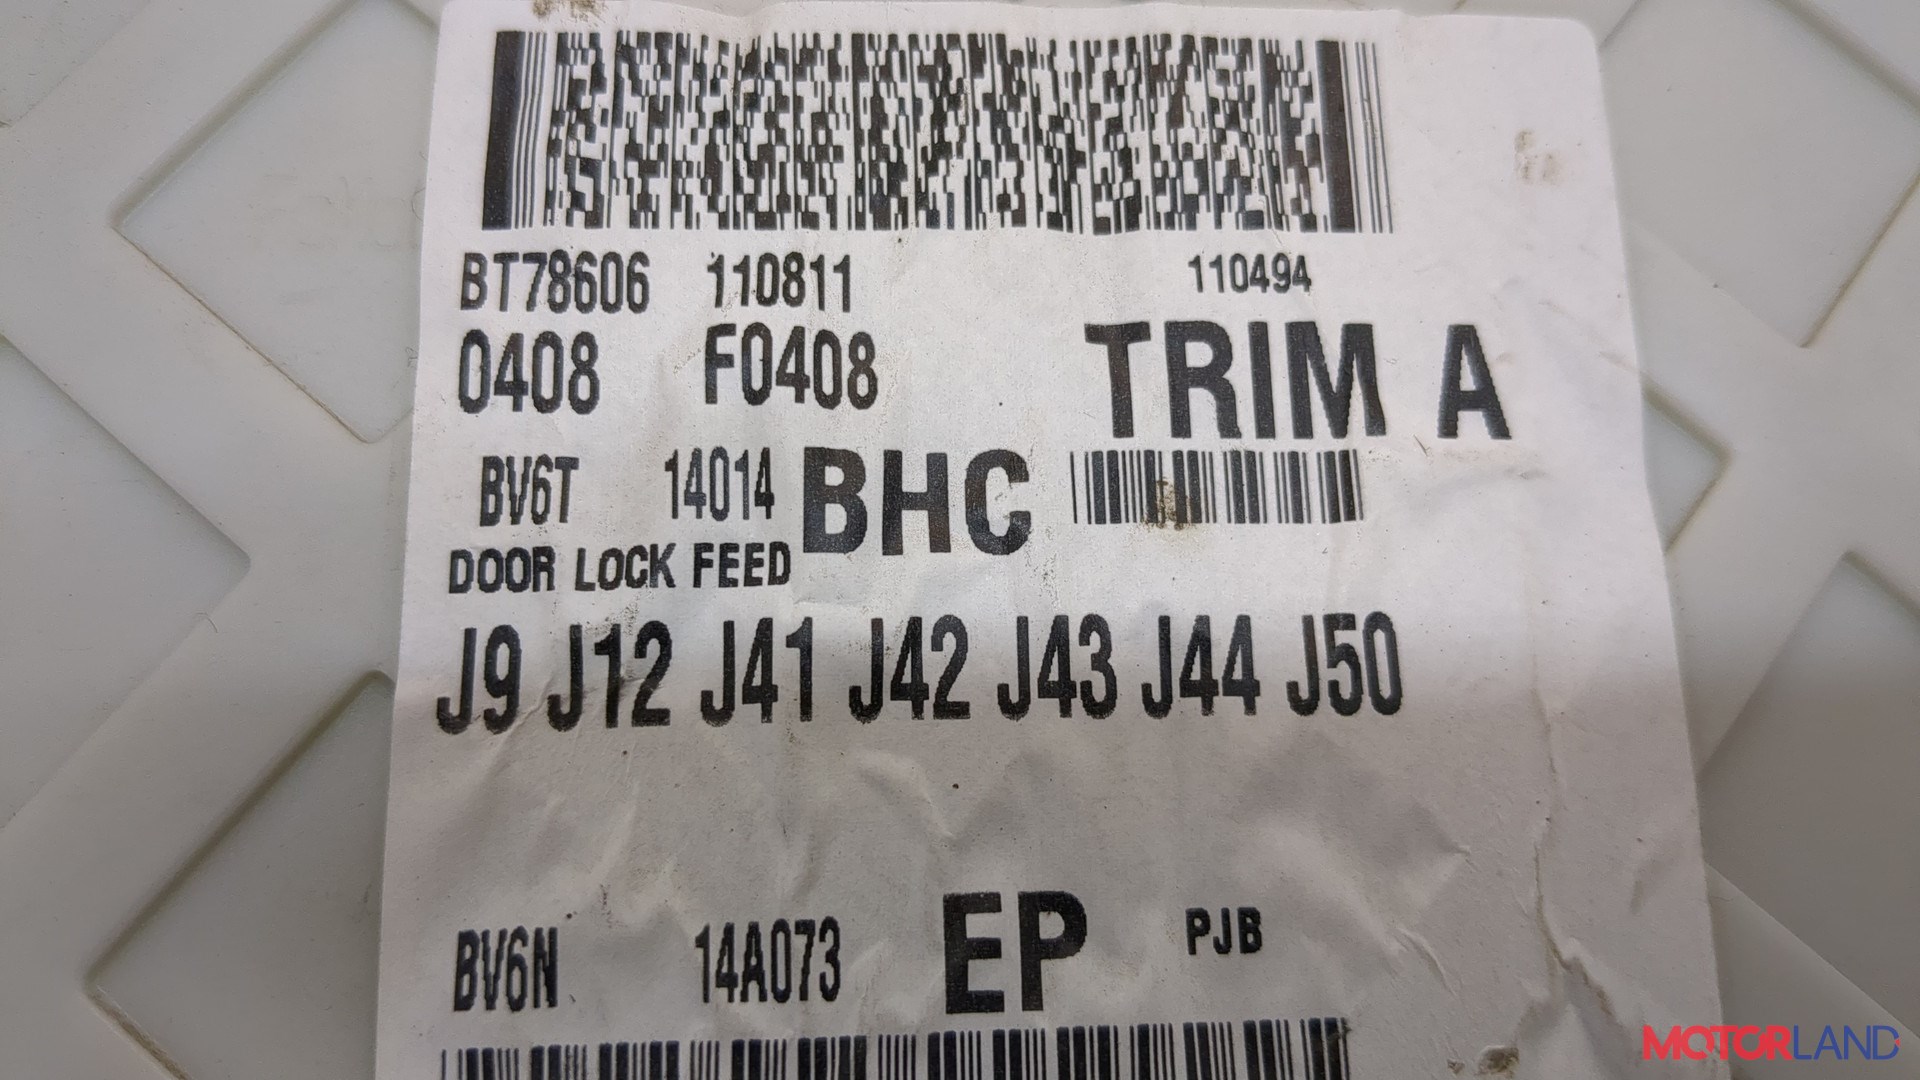 BT78606 110811 110494
0408 F0408 TRIM A
BV6T 14014 BHC
DOOR LOCK FEED
J9 J12 J41 J42 J43 J44 J50
BV6N 14A073 EP PJB
MOTORLAND